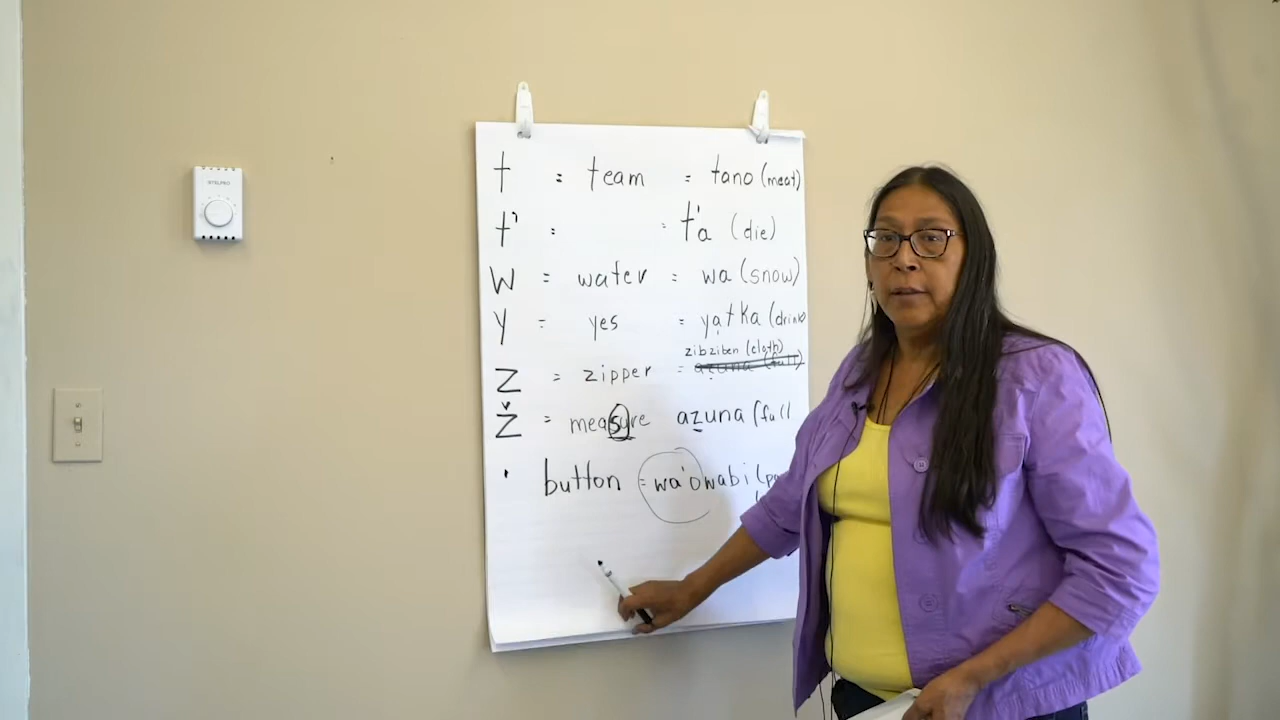 t = team = tano (meat)
t' = = t'a (die)
W = water = wa (snow)
y = yes = yatka (drink)
zibziben (cloth)
Z = zipper =
Ž = measure azuna (full
' button = wa'owabi